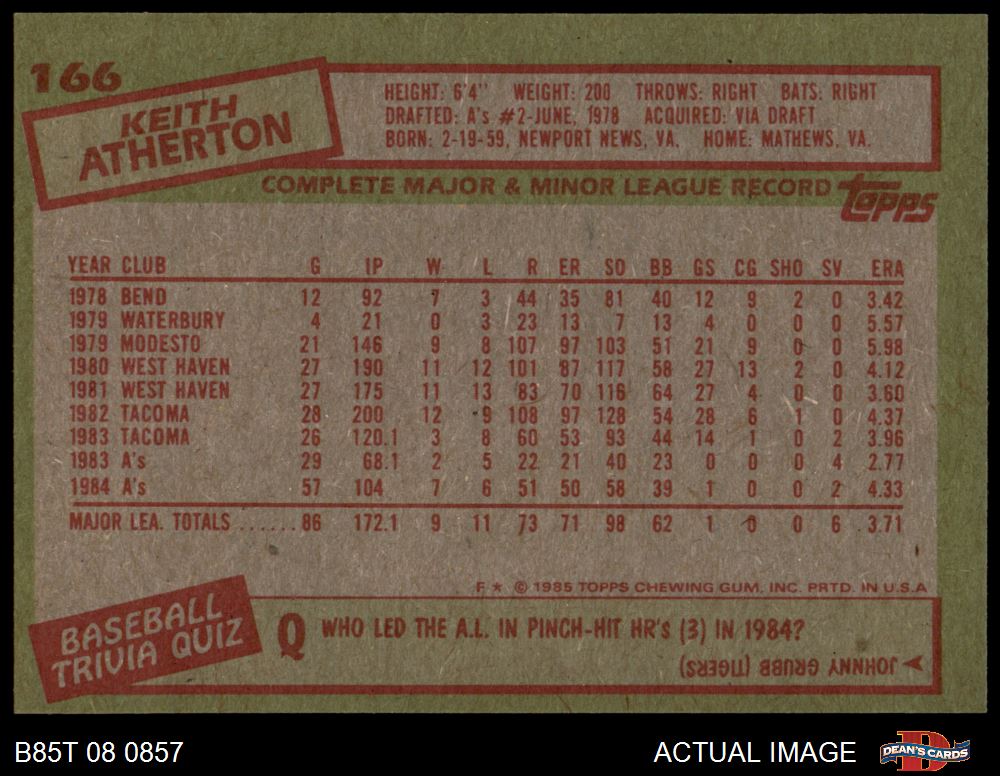 166
KEITH
ATHERTON
HEIGHT: 6'4" WEIGHT: 200 THROWS: RIGHT BATS: RIGHT
DRAFTED: A's #2-JUNE, 1978 ACQUIRED: VIA DRAFT
BORN: 2-19-59, NEWPORT NEWS, VA. HOME: MATHEWS, VA.
COMPLETE MAJOR & MINOR LEAGUE RECORD topps
YEAR CLUB G IP W L R ER SO BB GS CG SHO SV ERA
1978 BEND 12 92 7 3 44 35 81 40 12 9 2 0 3.42
1979 WATERBURY 4 21 0 3 23 13 7 13 4 0 0 0 5.57
1979 MODESTO 21 146 9 8 107 97 103 51 21 9 0 0 5.98
1980 WEST HAVEN 27 190 11 12 101 87 117 58 27 13 2 0 4.12
1981 WEST HAVEN 27 175 11 13 83 70 116 64 27 4 0 0 3.60
1982 TACOMA 28 200 12 9 108 97 128 54 28 6 1 0 4.37
1983 TACOMA 26 120.1 3 8 60 53 93 44 14 1 0 2 3.96
1983 A's 29 68.1 2 5 22 21 40 23 0 0 0 4 2.77
1984 A's 57 104 7 6 51 50 58 39 1 0 0 2 4.33
MAJOR LEA. TOTALS ......86 172.1 9 11 73 71 98 62 1 0 0 6 3.71
F * © 1985 TOPPS CHEWING GUM, INC. PRTD. IN U.S.A
BASEBALL
TRIVIA QUIZ
Q WHO LED THE A.L. IN PINCH-HIT HR's (3) IN 1984?
JOHNNY GRUBB (TIGERS)
B85T 08 0857 ACTUAL IMAGE DEAN'S CARDS